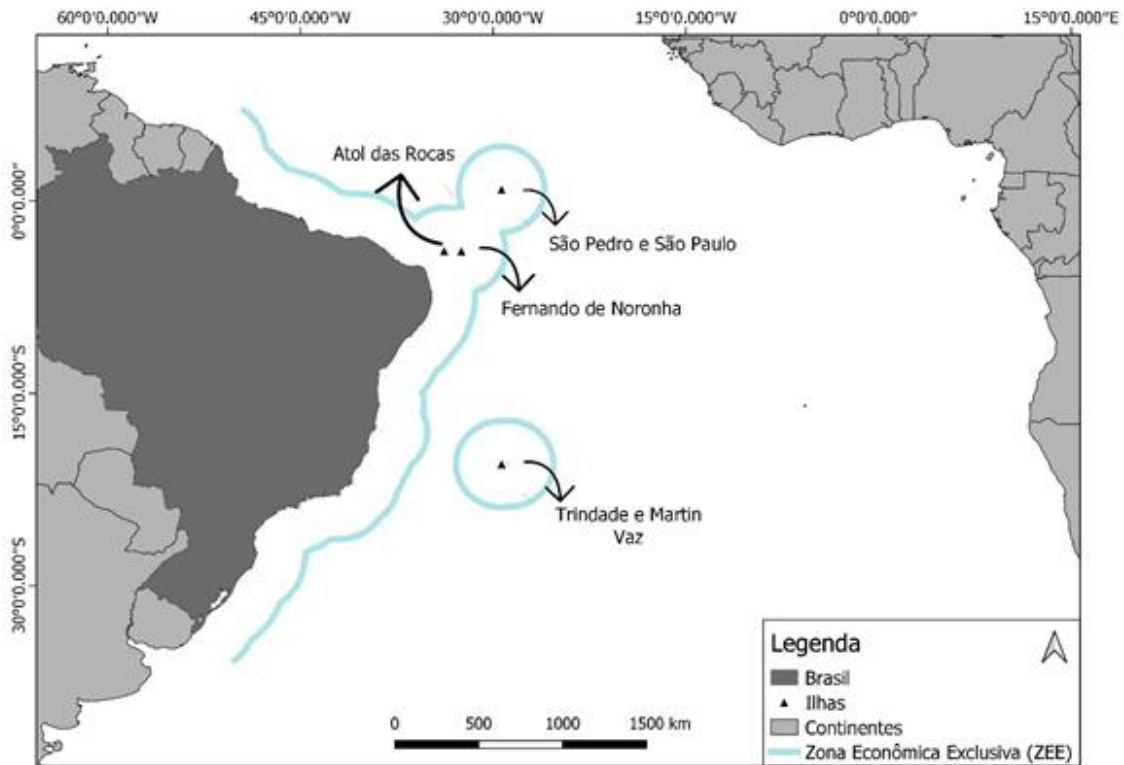 60°0'0.000"W
45°0'0.000"W
30°0'0.000"W
15°0'0.000"W
0°0'0.000"
15°0'0.000"E
0°0'0.000"
15°0'0.000"S
30°0'0.000"S
Atol das Rocas
São Pedro e São Paulo
Fernando de Noronha
Trindade e Martin
Vaz
Legenda
Brasil
Ilhas
Continentes
Zona Econômica Exclusiva (ZEE)
0 500 1000 1500 km